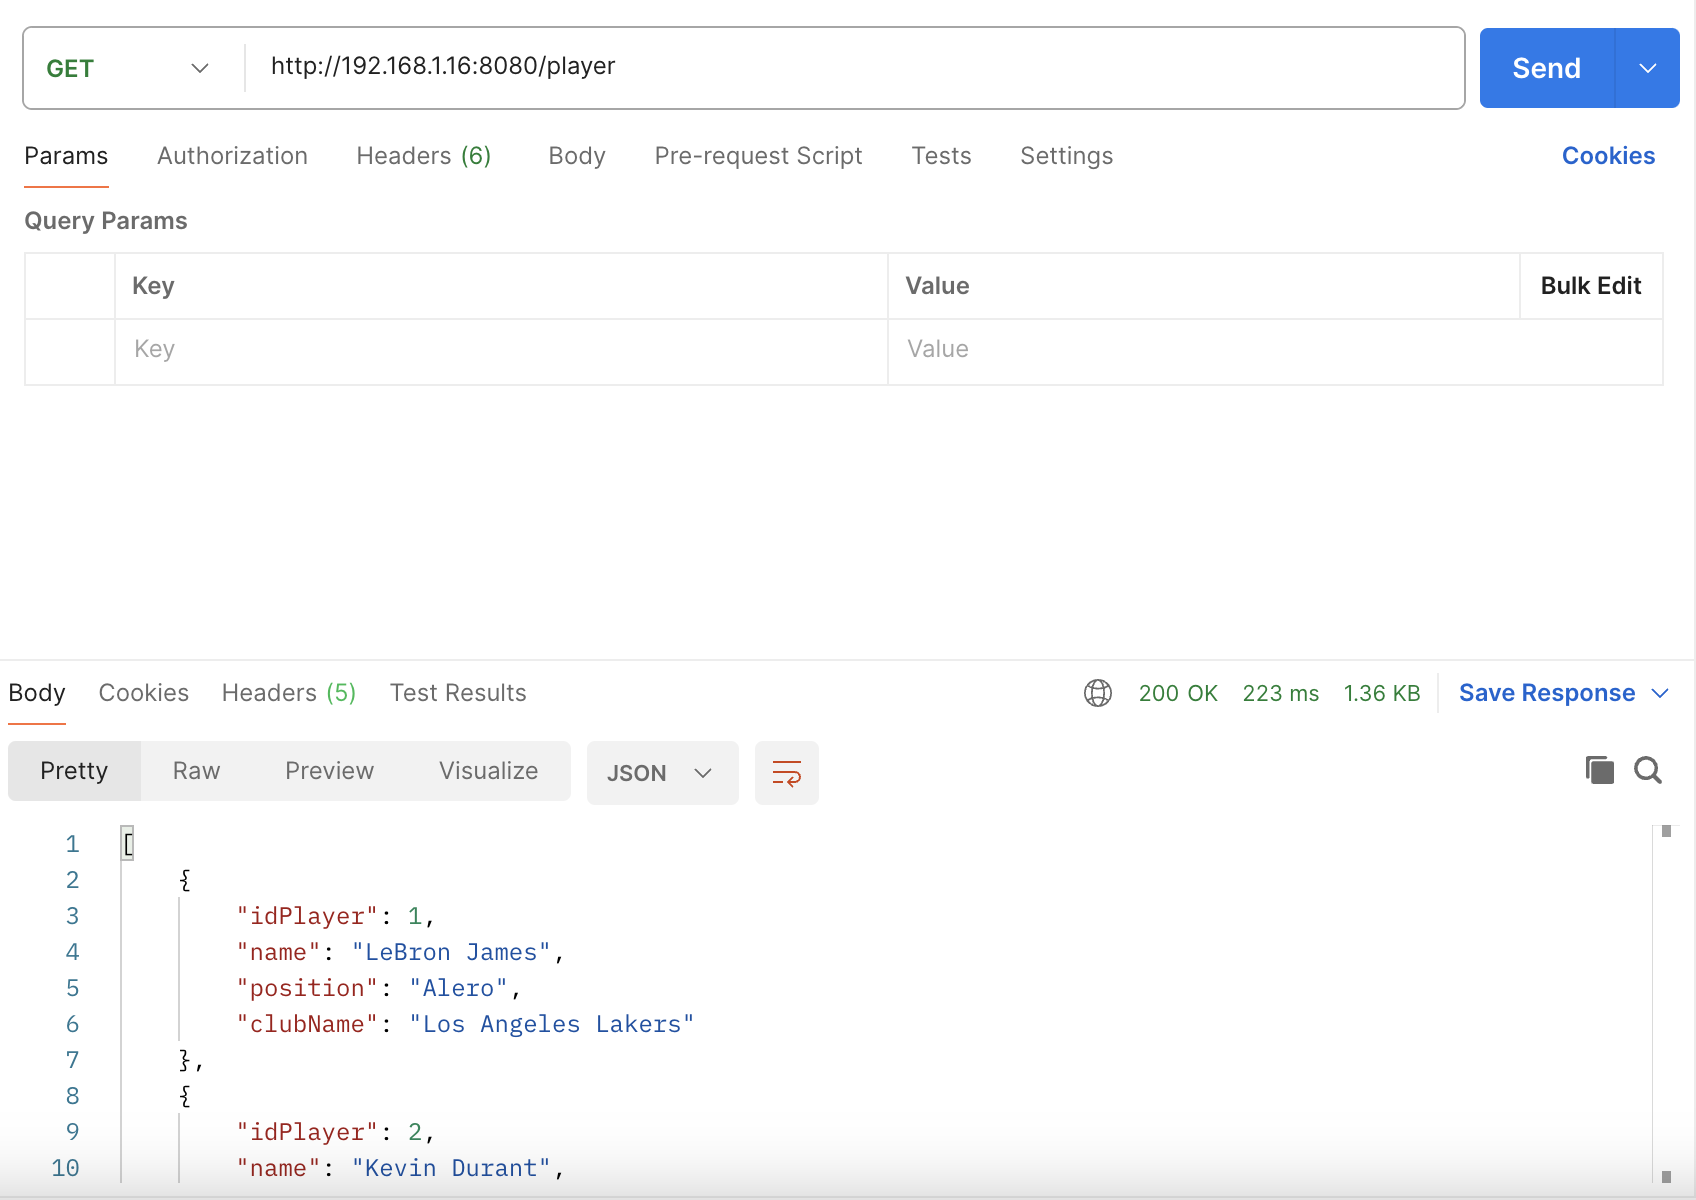 GET http://192.168.1.16:8080/player Send
Params Authorization Headers (6) Body Pre-request Script Tests Settings Cookies
Query Params
Key Value Bulk Edit
Key Value
Body Cookies Headers (5) Test Results 200 OK 223 ms 1.36 KB Save Response
Pretty Raw Preview Visualize JSON
1 [
2 {
3 "idPlayer": 1,
4 "name": "LeBron James",
5 "position": "Alero",
6 "clubName": "Los Angeles Lakers"
7 },
8 {
9 "idPlayer": 2,
10 "name": "Kevin Durant",